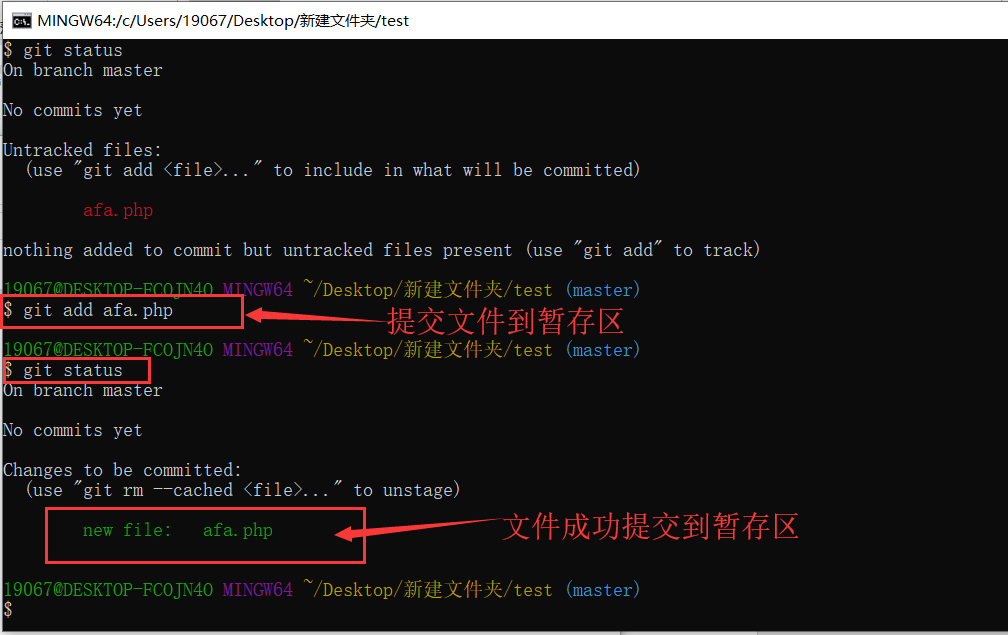 MINGW64:/c/Users/19067/Desktop/新建文件夹/test
$ git status
On branch master
No commits yet
Untracked files:
(use "git add <file>..." to include in what will be committed)
afa.php
nothing added to commit but untracked files present (use "git add" to track)
19067@DESKTOP-FCOJN4O MINGW64 ~/Desktop/新建文件夹/test (master)
$ git add afa.php
提交文件到暂存区
19067@DESKTOP-FCOJN4O MINGW64 ~/Desktop/新建文件夹/test (master)
$ git status
On branch master
No commits yet
Changes to be committed:
(use "git rm --cached <file>..." to unstage)
new file:   afa.php
文件成功提交到暂存区
19067@DESKTOP-FCOJN4O MINGW64 ~/Desktop/新建文件夹/test (master)
$